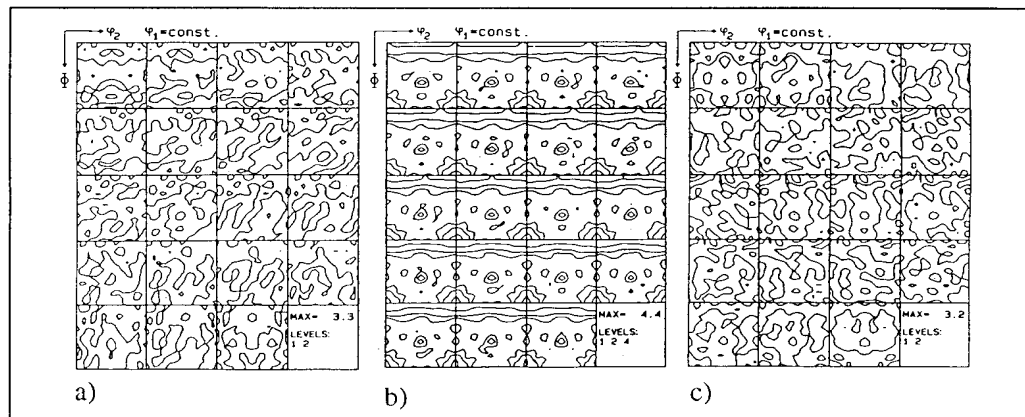 φ₂ φ₁=const.
Φ
MAX= 3.3
LEVELS:
1 2
a)
φ₂ φ₁=const.
Φ
MAX= 4.4
LEVELS:
1 2 4
b)
φ₂ φ₁=const.
Φ
MAX= 3.2
LEVELS:
1 2
c)